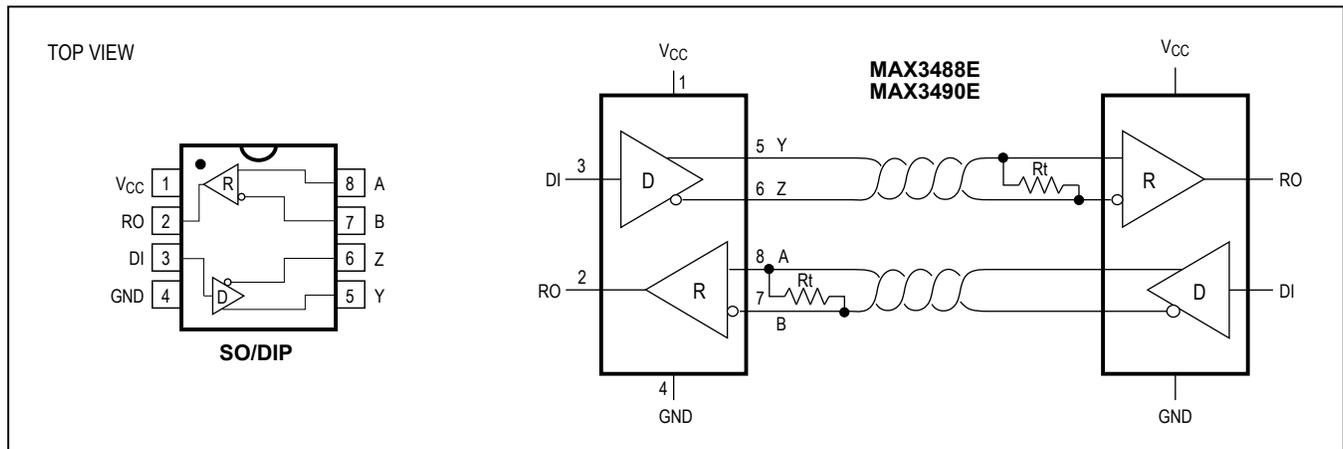 TOP VIEW
VCC 1
RO 2
DI 3
GND 4
8 A
7 B
6 Z
5 Y
R
D
SO/DIP
MAX3488E
MAX3490E
VCC
1
DI 3
D
5 Y
6 Z
Rt
VCC
R
RO
RO 2
R
8 A
7
B
Rt
D
DI
4
GND
GND